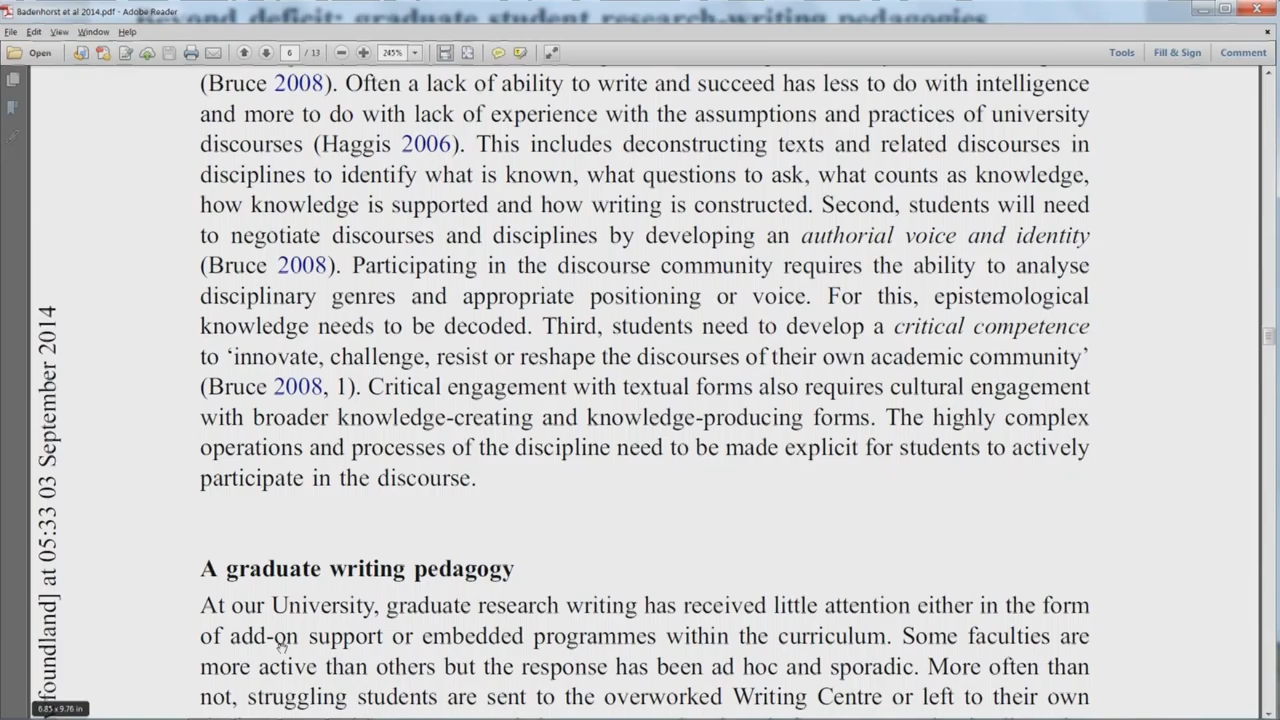 Badenhorst et al 2014.pdf - Adobe Reader
Beyond deficit: graduate student research-writing pedagogies
File Edit View Window Help
Open 6 / 13 245% Tools Fill & Sign Comment
(Bruce 2008). Often a lack of ability to write and succeed has less to do with intelligence
and more to do with lack of experience with the assumptions and practices of university
discourses (Haggis 2006). This includes deconstructing texts and related discourses in
disciplines to identify what is known, what questions to ask, what counts as knowledge,
how knowledge is supported and how writing is constructed. Second, students will need
to negotiate discourses and disciplines by developing an authorial voice and identity
(Bruce 2008). Participating in the discourse community requires the ability to analyse
disciplinary genres and appropriate positioning or voice. For this, epistemological
knowledge needs to be decoded. Third, students need to develop a critical competence
to ‘innovate, challenge, resist or reshape the discourses of their own academic community’
(Bruce 2008, 1). Critical engagement with textual forms also requires cultural engagement
with broader knowledge-creating and knowledge-producing forms. The highly complex
operations and processes of the discipline need to be made explicit for students to actively
participate in the discourse.
A graduate writing pedagogy
At our University, graduate research writing has received little attention either in the form
of add-on support or embedded programmes within the curriculum. Some faculties are
more active than others but the response has been ad hoc and sporadic. More often than
not, struggling students are sent to the overworked Writing Centre or left to their own
foundland] at 05:33 03 September 2014
6.85 x 9.76 in